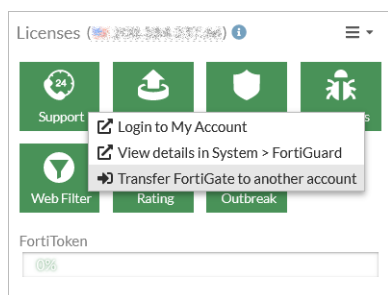 Licenses (
)
24
Support
s
Login to My Account
View details in System > FortiGuard
Transfer FortiGate to another account
Web Filter
Rating
Outbreak
FortiToken
0%